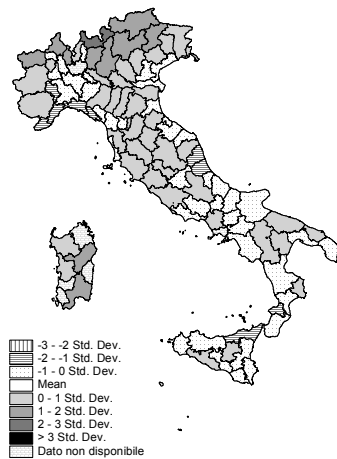 -3 - -2 Std. Dev.
-2 - -1 Std. Dev.
-1 - 0 Std. Dev.
Mean
0 - 1 Std. Dev.
1 - 2 Std. Dev.
2 - 3 Std. Dev.
> 3 Std. Dev.
Dato non disponibile